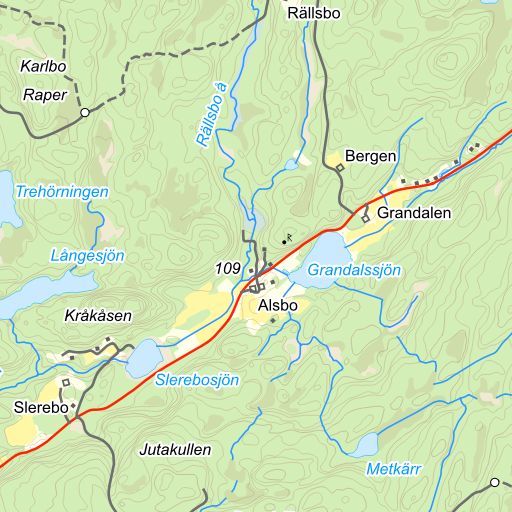 Rällsbo
Karlbo
Raper
Rällsbo å
Bergen
Trehörningen
Grandalen
Långesjön
109
Grandalssjön
Alsbo
Kråkåsen
Slerebosjön
Slerebo
Jutakullen
Metkärr